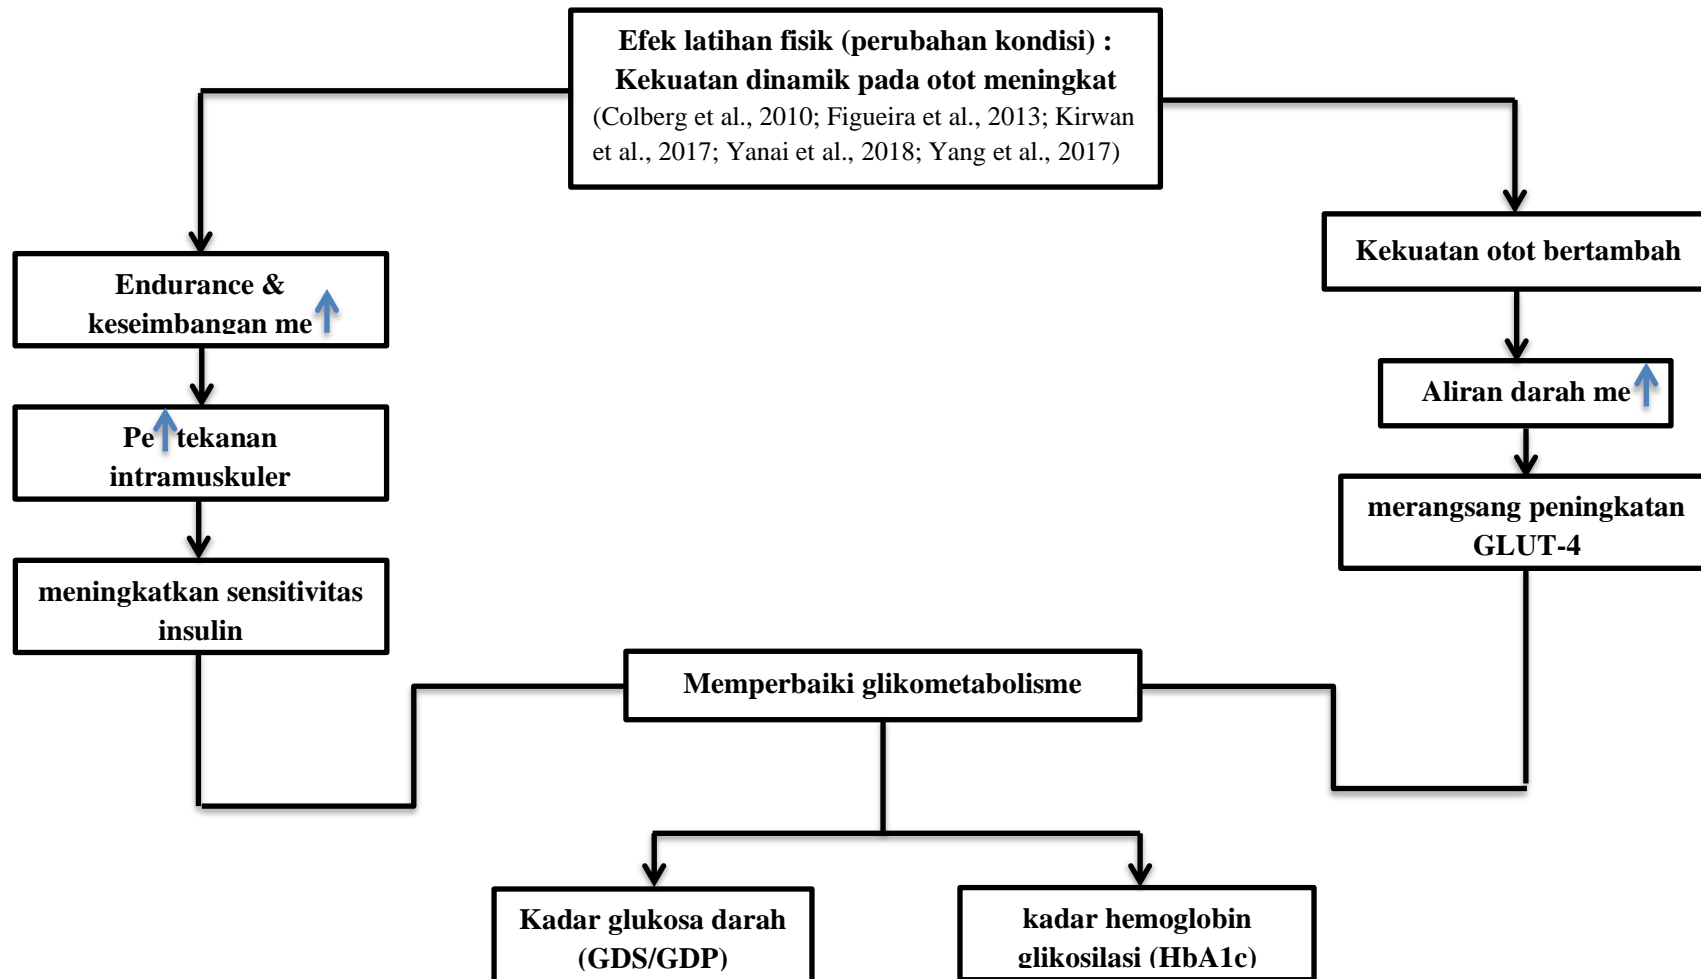 Efek latihan fisik (perubahan kondisi) :
Kekuatan dinamik pada otot meningkat
(Colberg et al., 2010; Figueira et al., 2013; Kirwan
et al., 2017; Yanai et al., 2018; Yang et al., 2017)
Endurance &
keseimbangan me
Pe tekanan
intramuskuler
meningkatkan sensitivitas
insulin
Kekuatan otot bertambah
Aliran darah me
merangsang peningkatan
GLUT-4
Memperbaiki glikometabolisme
Kadar glukosa darah
(GDS/GDP)
kadar hemoglobin
glikosilasi (HbA1c)